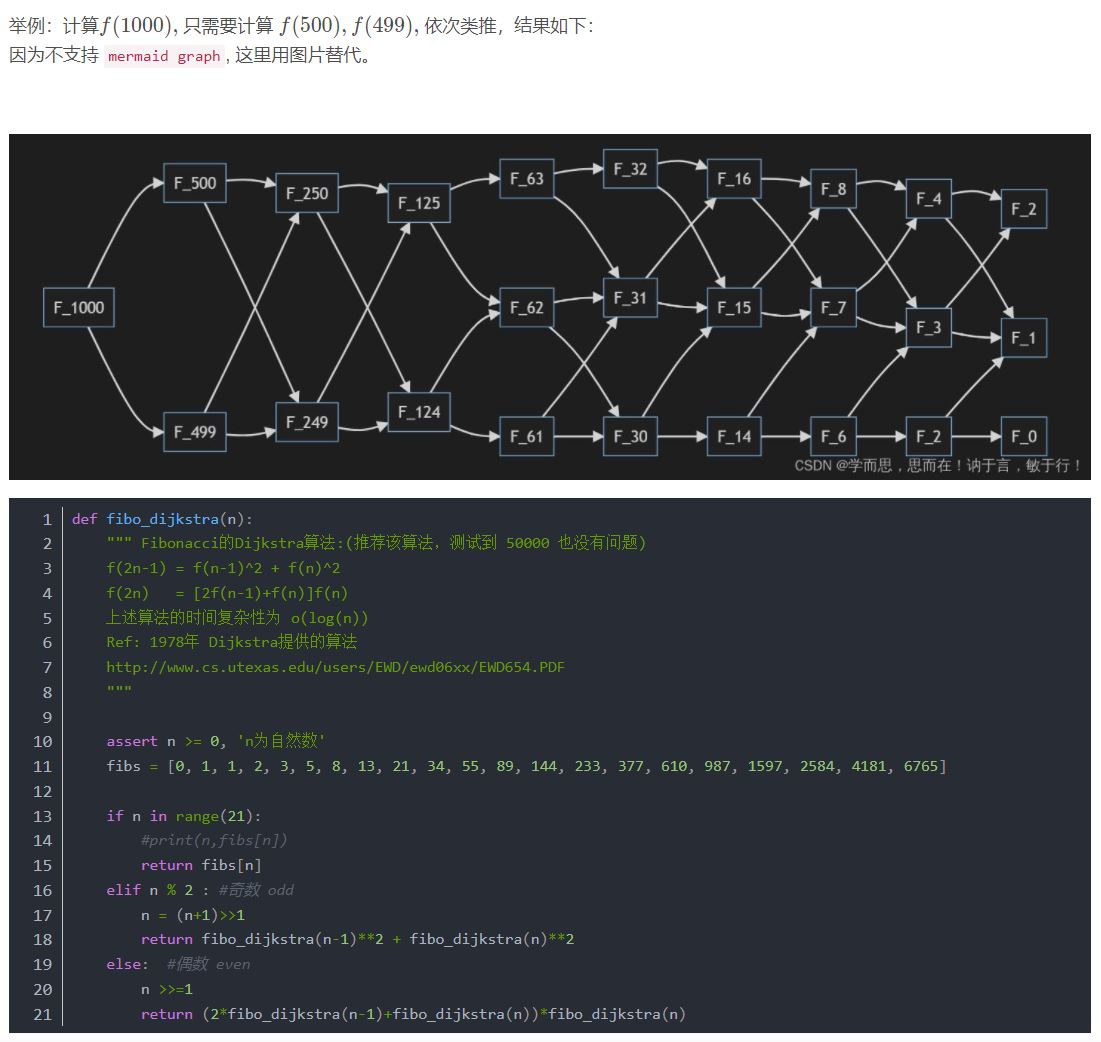 举例：计算f(1000), 只需要计算 f(500), f(499), 依次类推，结果如下：
因为不支持 mermaid graph, 这里用图片替代。
F_1000
F_500
F_499
F_250
F_249
F_125
F_124
F_63
F_62
F_61
F_32
F_31
F_30
F_16
F_15
F_14
F_8
F_7
F_6
F_4
F_3
F_2
F_2
F_1
F_0
CSDN @学而思，思而在！讷于言，敏于行！
1 def fibo_dijkstra(n):
2     """ Fibonacci的Dijkstra算法:(推荐该算法，测试到 50000 也没有问题)
3     f(2n-1) = f(n-1)^2 + f(n)^2
4     f(2n)   = [2f(n-1)+f(n)]f(n)
5     上述算法的时间复杂性为 o(log(n))
6     Ref: 1978年 Dijkstra提供的算法
7     http://www.cs.utexas.edu/users/EWD/ewd06xx/EWD654.PDF
8     """
9
10     assert n >= 0, 'n为自然数'
11     fibs = [0, 1, 1, 2, 3, 5, 8, 13, 21, 34, 55, 89, 144, 233, 377, 610, 987, 1597, 2584, 4181, 6765]
12
13     if n in range(21):
14         #print(n,fibs[n])
15         return fibs[n]
16     elif n % 2 : #奇数 odd
17         n = (n+1)>>1
18         return fibo_dijkstra(n-1)**2 + fibo_dijkstra(n)**2
19     else:  #偶数 even
20         n >>=1
21         return (2*fibo_dijkstra(n-1)+fibo_dijkstra(n))*fibo_dijkstra(n)